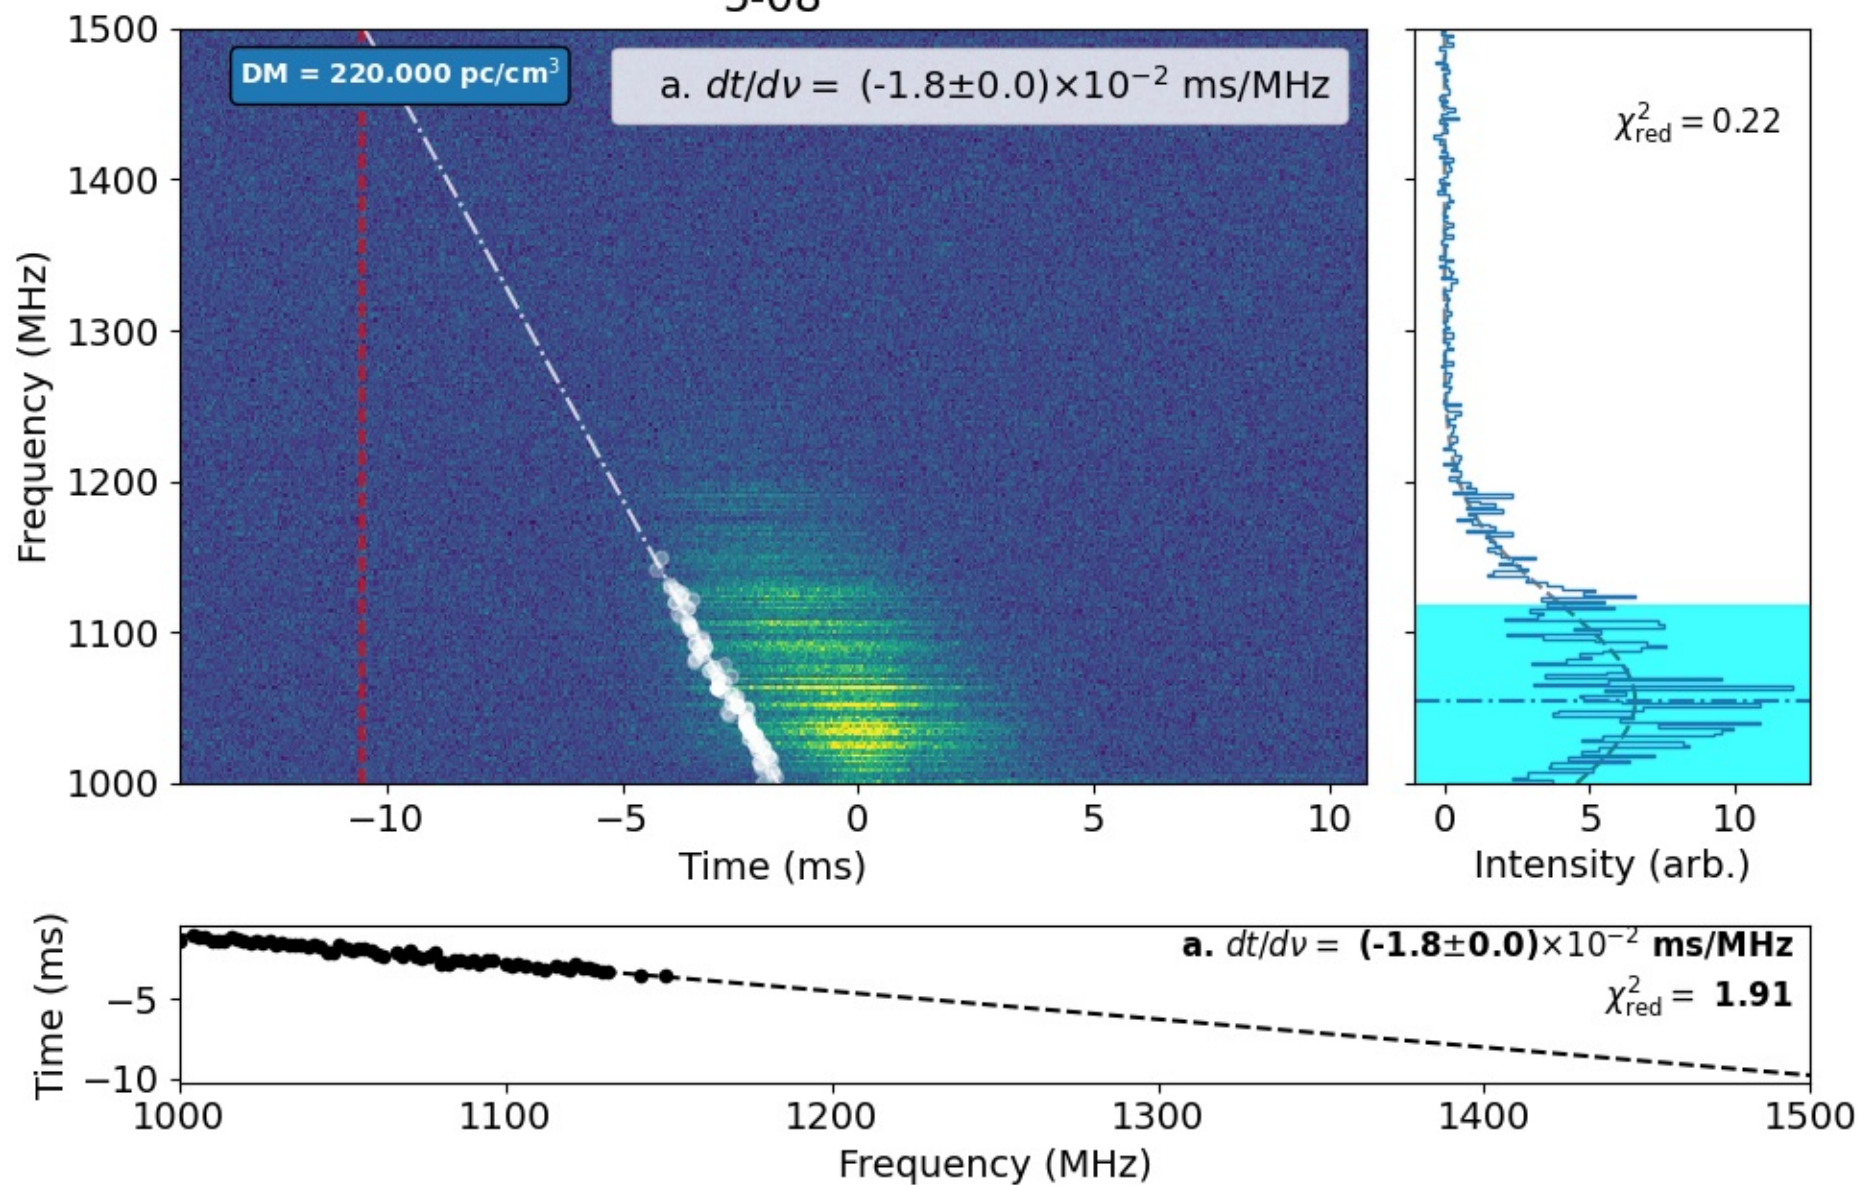 5-08
1500
1400
1300
1200
1100
1000
Frequency (MHz)
DM = 220.000 pc/cm³
a. dt/dν = (-1.8±0.0)×10⁻² ms/MHz
−10
−5
0
5
10
Time (ms)
χ²red = 0.22
0
5
10
Intensity (arb.)
Time (ms)
−5
−10
a. dt/dν = (-1.8±0.0)×10⁻² ms/MHz
χ²red = 1.91
1000
1100
1200
1300
1400
1500
Frequency (MHz)